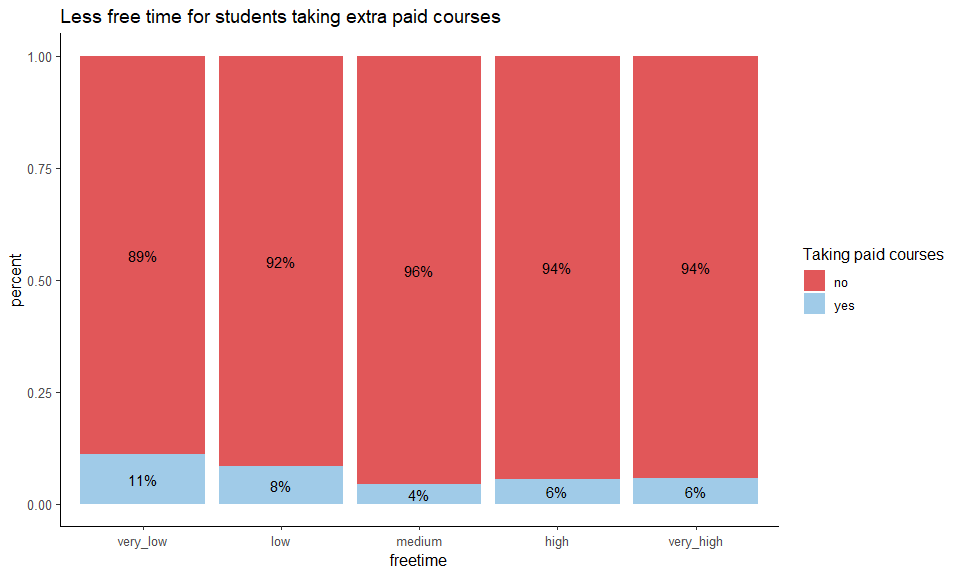 Less free time for students taking extra paid courses
1.00
0.75
0.50
0.25
0.00
percent
89%
92%
96%
94%
94%
11%
8%
4%
6%
6%
very_low
low
medium
high
very_high
freetime
Taking paid courses
no
yes